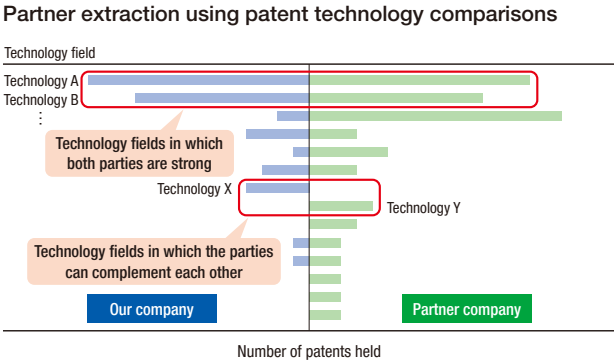 Partner extraction using patent technology comparisons
Technology field
Technology A
Technology B
⋮
Technology fields in which
both parties are strong
Technology X
Technology Y
Technology fields in which the parties
can complement each other
Our company
Partner company
Number of patents held